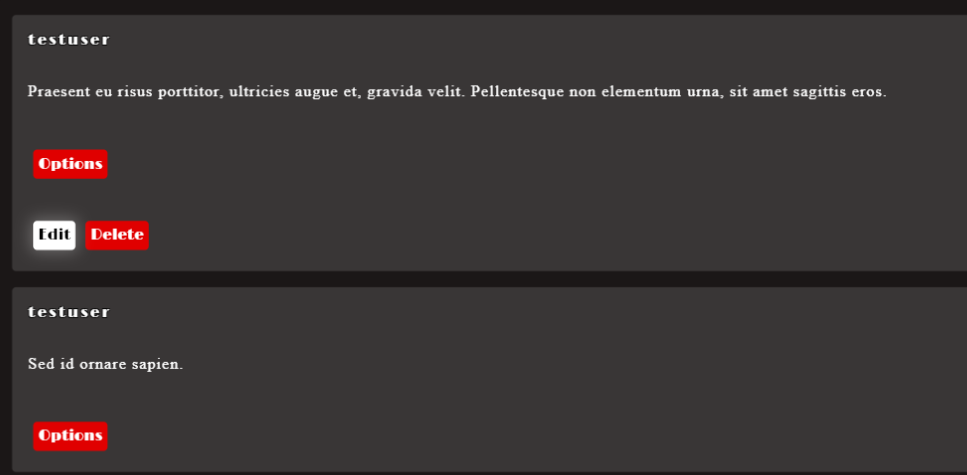 testuser
Praesent eu risus porttitor, ultricies augue et, gravida velit. Pellentesque non elementum urna, sit amet sagittis eros.
Options
Edit Delete
testuser
Sed id ornare sapien.
Options